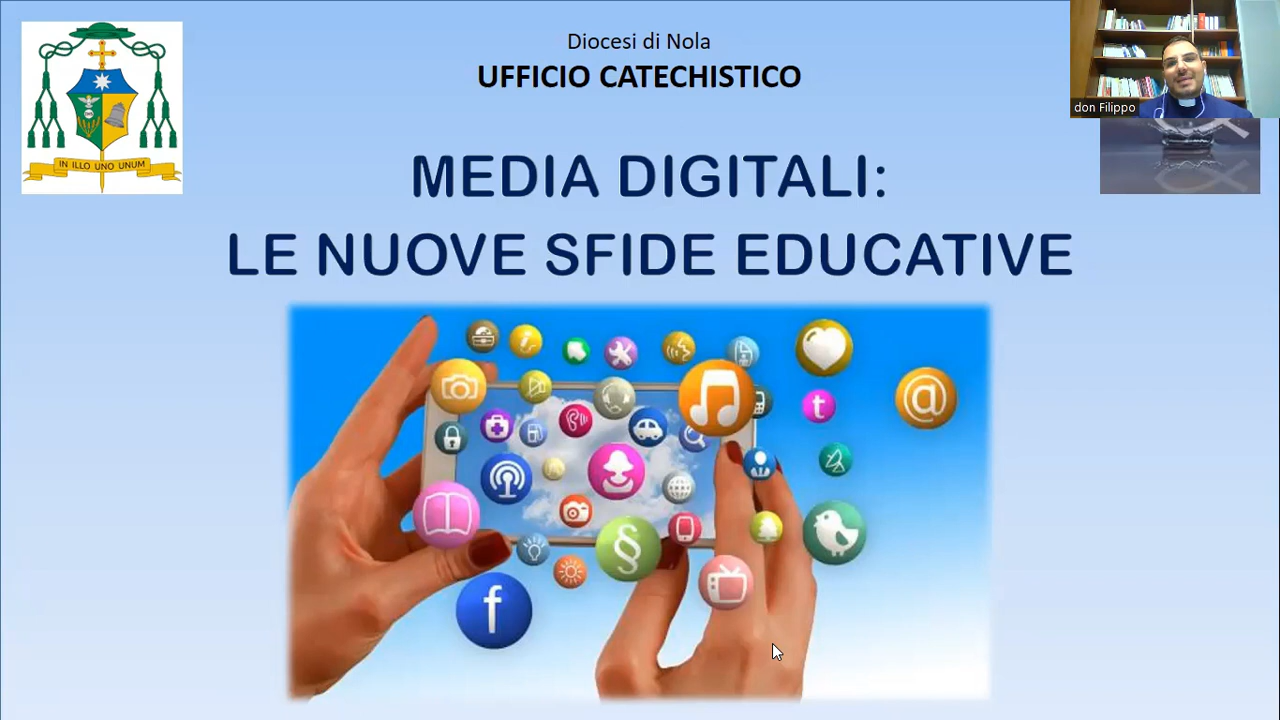 Diocesi di Nola
UFFICIO CATECHISTICO
don Filippo
IN ILLO UNO UNUM
MEDIA DIGITALI:
LE NUOVE SFIDE EDUCATIVE
t
@
§
f